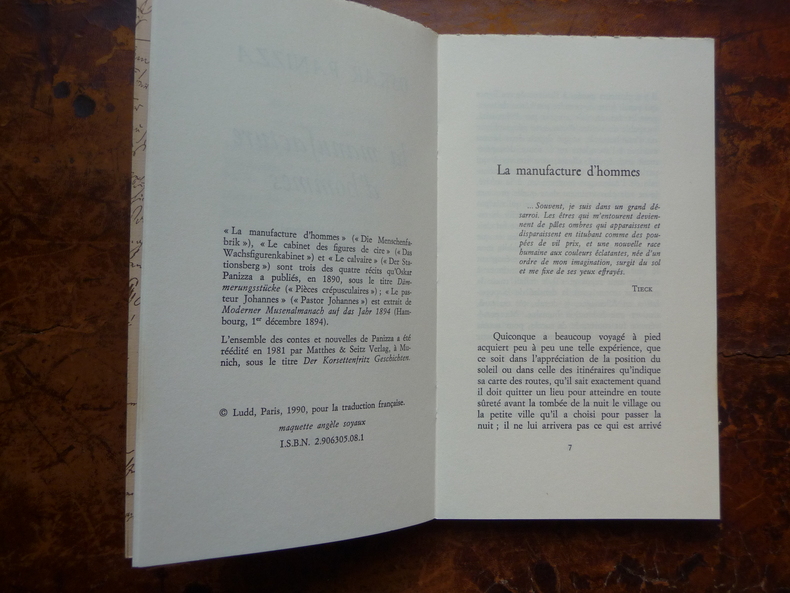 « La manufacture d'hommes » (« Die Menschenfa-
brik »), « Le cabinet des figures de cire » (« Das
Wachsfigurenkabinet ») et « Le calvaire » (« Der Sta-
tionsberg ») sont trois des quatre récits qu'Oskar
Panizza a publiés, en 1890, sous le titre Däm-
merungsstücke (« Pièces crépusculaires ») ; « Le pas-
teur Johannes » (« Pastor Johannes ») est extrait de
Moderner Musenalmanach auf das Jahr 1894 (Ham-
bourg, 1er décembre 1894).
L'ensemble des contes et nouvelles de Panizza a été
réédité en 1981 par Matthes & Seitz Verlag, à Mu-
nich, sous le titre Der Korsettenfritz Geschichten.
© Ludd, Paris, 1990, pour la traduction française.
maquette angèle soyaux
I.S.B.N. 2.906305.08.1
La manufacture d'hommes
... Souvent, je suis dans un grand dé-
sarroi. Les êtres qui m'entourent devien-
nent de pâles ombres qui apparaissent et
disparaissent en titubant comme des pou-
pées de vil prix, et une nouvelle race
humaine aux couleurs éclatantes, née d'un
ordre de mon imagination, surgit du sol
et me fixe de ses yeux effrayés.
Tieck
Quiconque a beaucoup voyagé à pied
acquiert peu à peu une telle expérience, que
ce soit dans l'appréciation de la position du
soleil ou dans celle des itinéraires qu'indique
sa carte des routes, qu'il sait exactement quand
il doit quitter un lieu pour atteindre en toute
sûreté avant la tombée de la nuit le village ou
la petite ville qu'il a choisi pour passer la
nuit ; il ne lui arrivera pas ce qui est arrivé
7